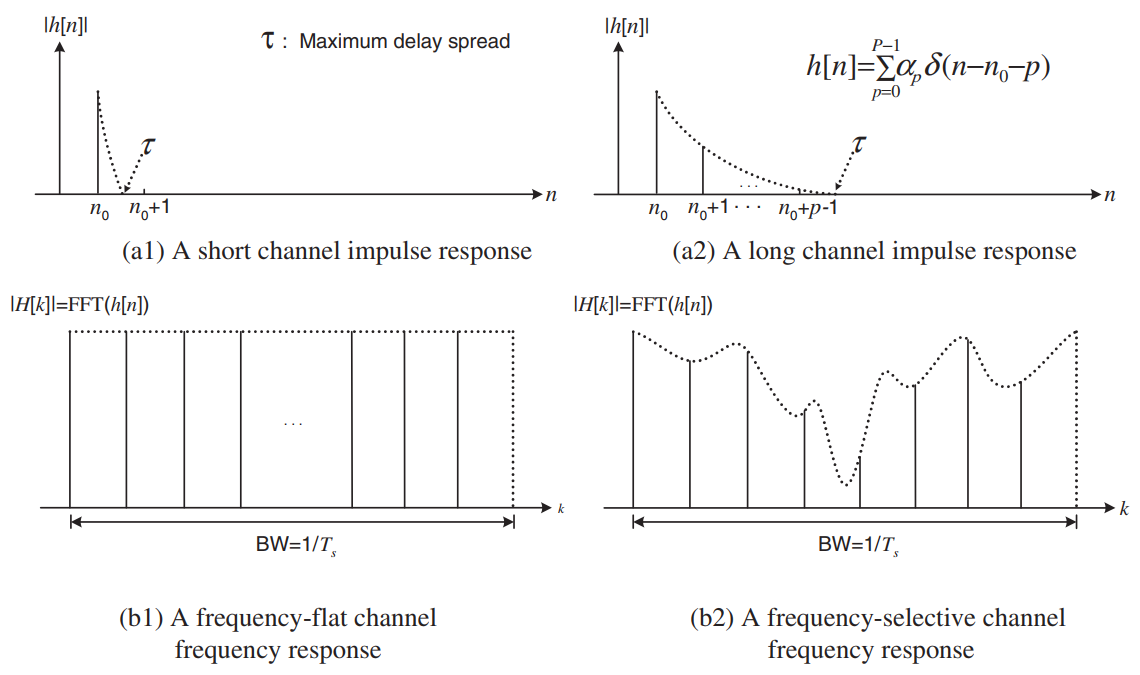 |h[n]|
τ : Maximum delay spread
τ
n
n₀ n₀+1
(a1) A short channel impulse response
|h[n]|
P−1
h[n]=∑αₚδ(n−n₀−p)
p=0
τ
...
n
n₀ n₀+1 · · · n₀+p-1
(a2) A long channel impulse response
|H[k]|=FFT(h[n])
...
k
BW=1/Tₛ
(b1) A frequency-flat channel
frequency response
|H[k]|=FFT(h[n])
k
BW=1/Tₛ
(b2) A frequency-selective channel
frequency response